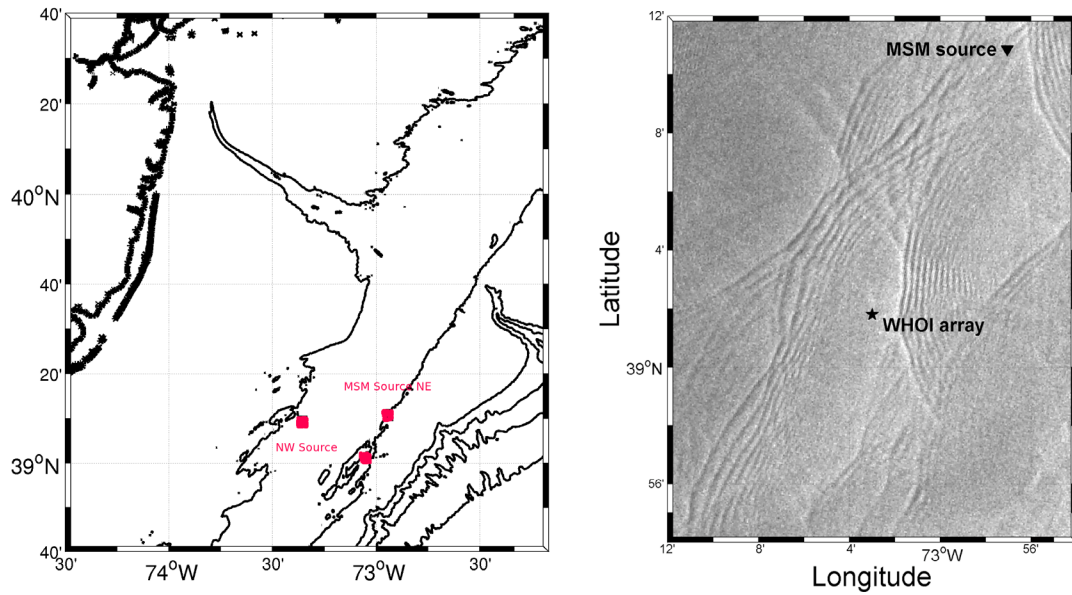 40'
20'
40°N
40'
20'
39°N
40'
30'
74°W
30'
73°W
30'
MSM Source NE
NW Source
12'
8'
4'
39°N
56'
12'
8'
4'
73°W
56'
Latitude
Longitude
MSM source
WHOI array